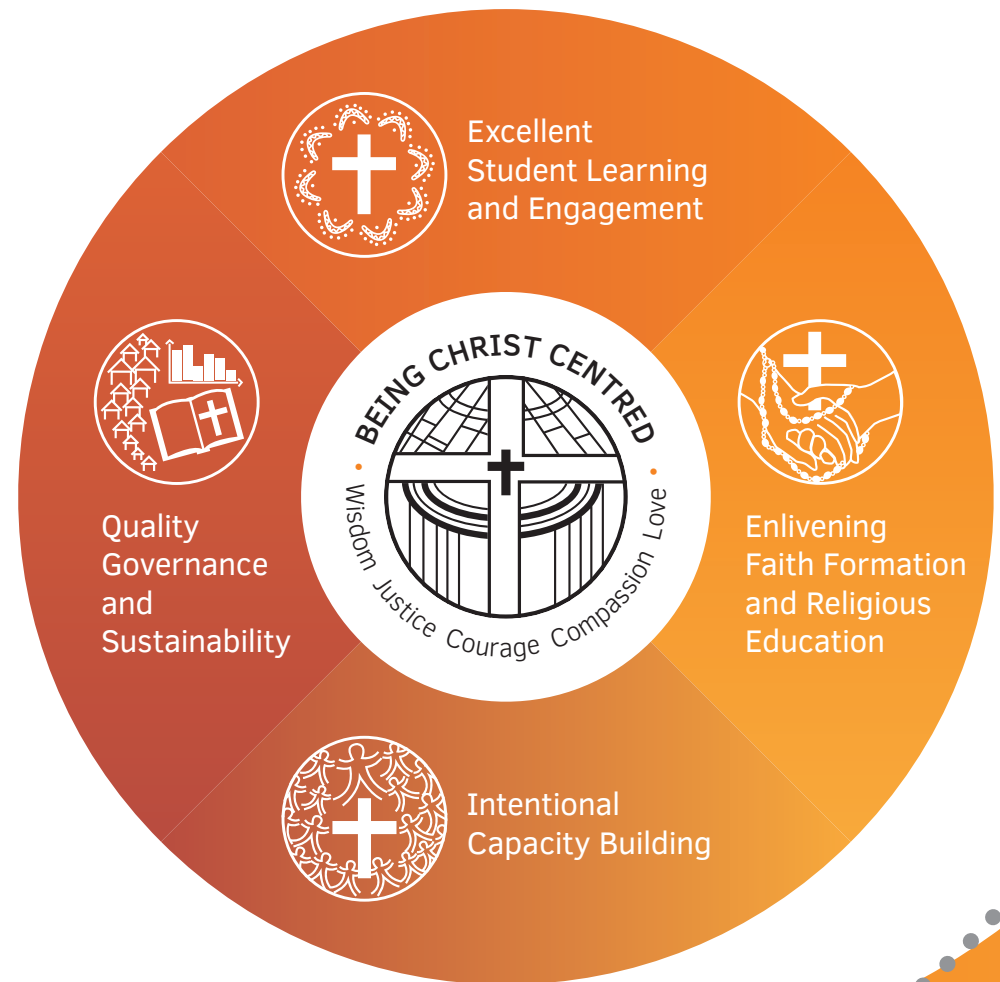 Excellent
Student Learning
and Engagement
BEING CHRIST CENTRED
Wisdom Justice Courage Compassion Love
Quality
Governance
and
Sustainability
Enlivening
Faith Formation
and Religious
Education
Intentional
Capacity Building